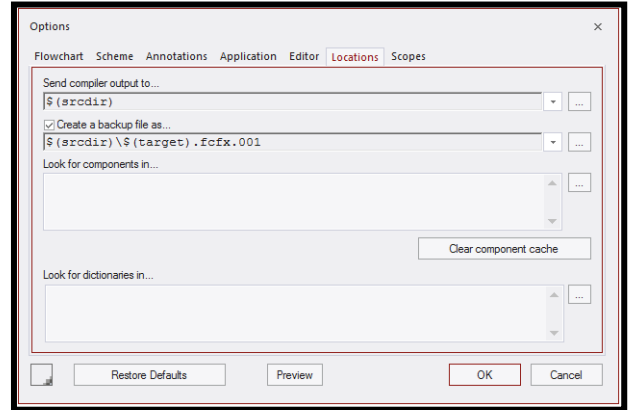 Options
Flowchart Scheme Annotations Application Editor Locations Scopes
Send compiler output to...
$(srcdir)
...
Create a backup file as...
$(srcdir)\$(target).fcfx.001
...
Look for components in...
...
Clear component cache
Look for dictionaries in...
...
Restore Defaults Preview OK Cancel